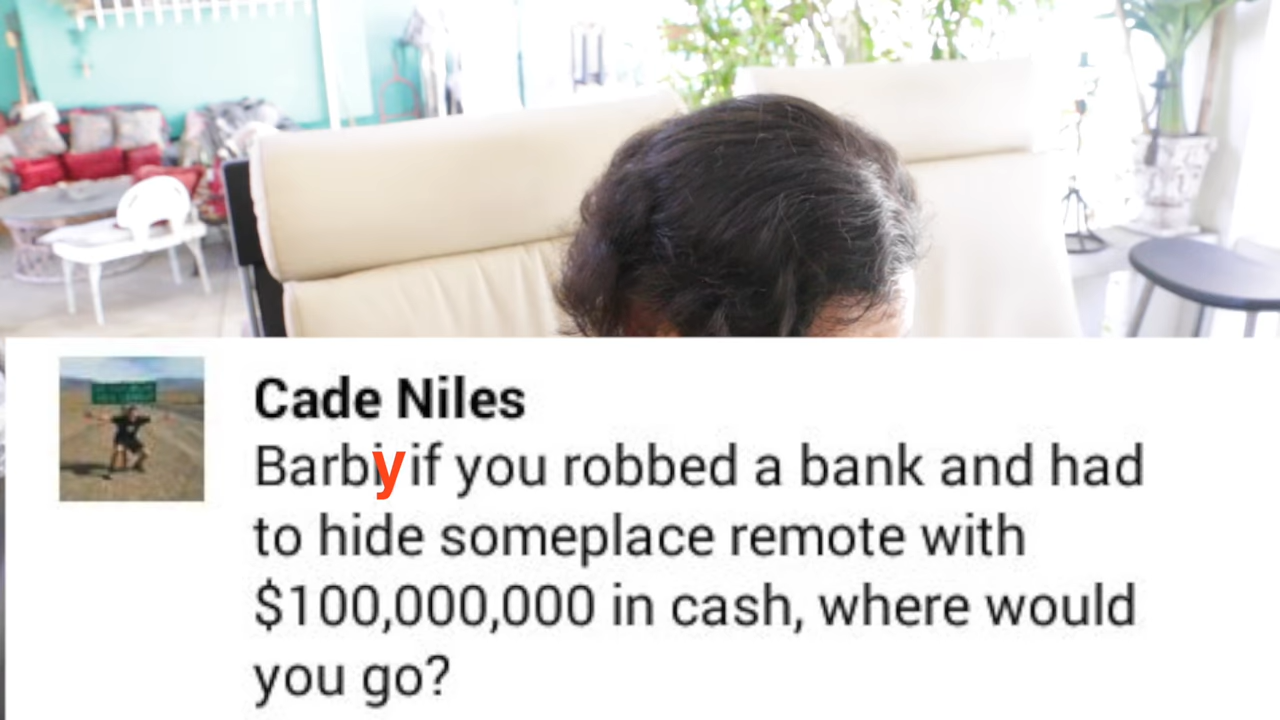 Cade Niles
Barbiy if you robbed a bank and had
to hide someplace remote with
$100,000,000 in cash, where would
you go?